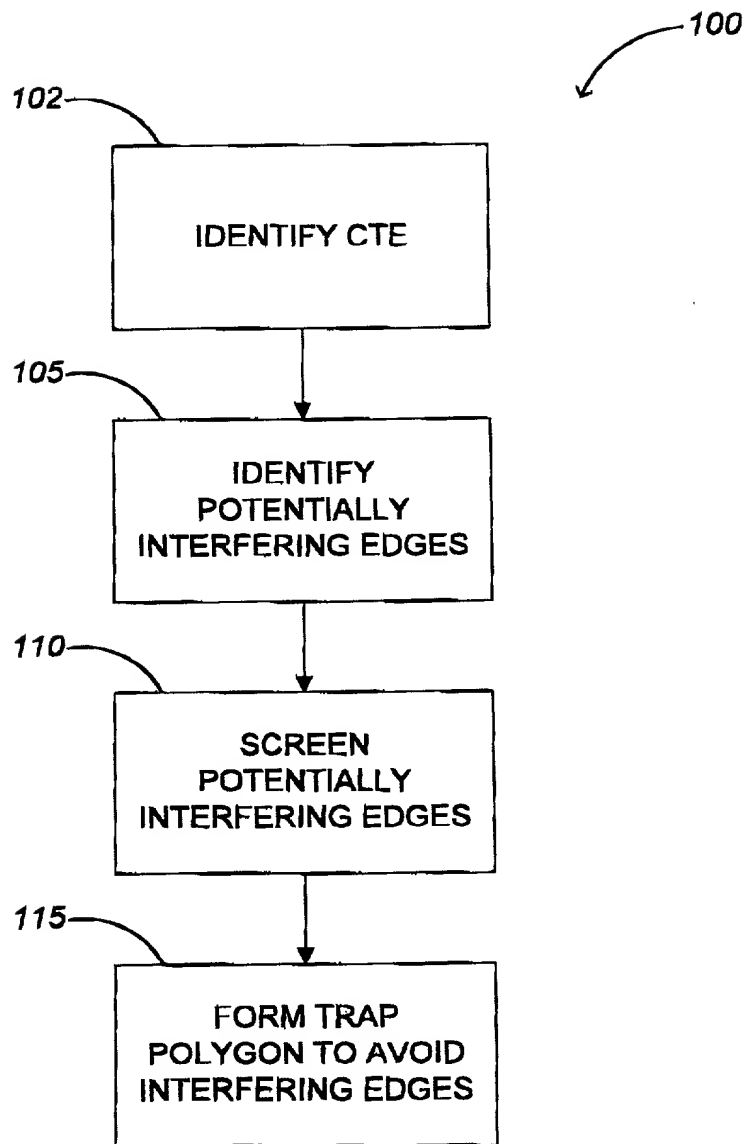 100
102
IDENTIFY CTE
105
IDENTIFY
POTENTIALLY
INTERFERING EDGES
110
SCREEN
POTENTIALLY
INTERFERING EDGES
115
FORM TRAP
POLYGON TO AVOID
INTERFERING EDGES